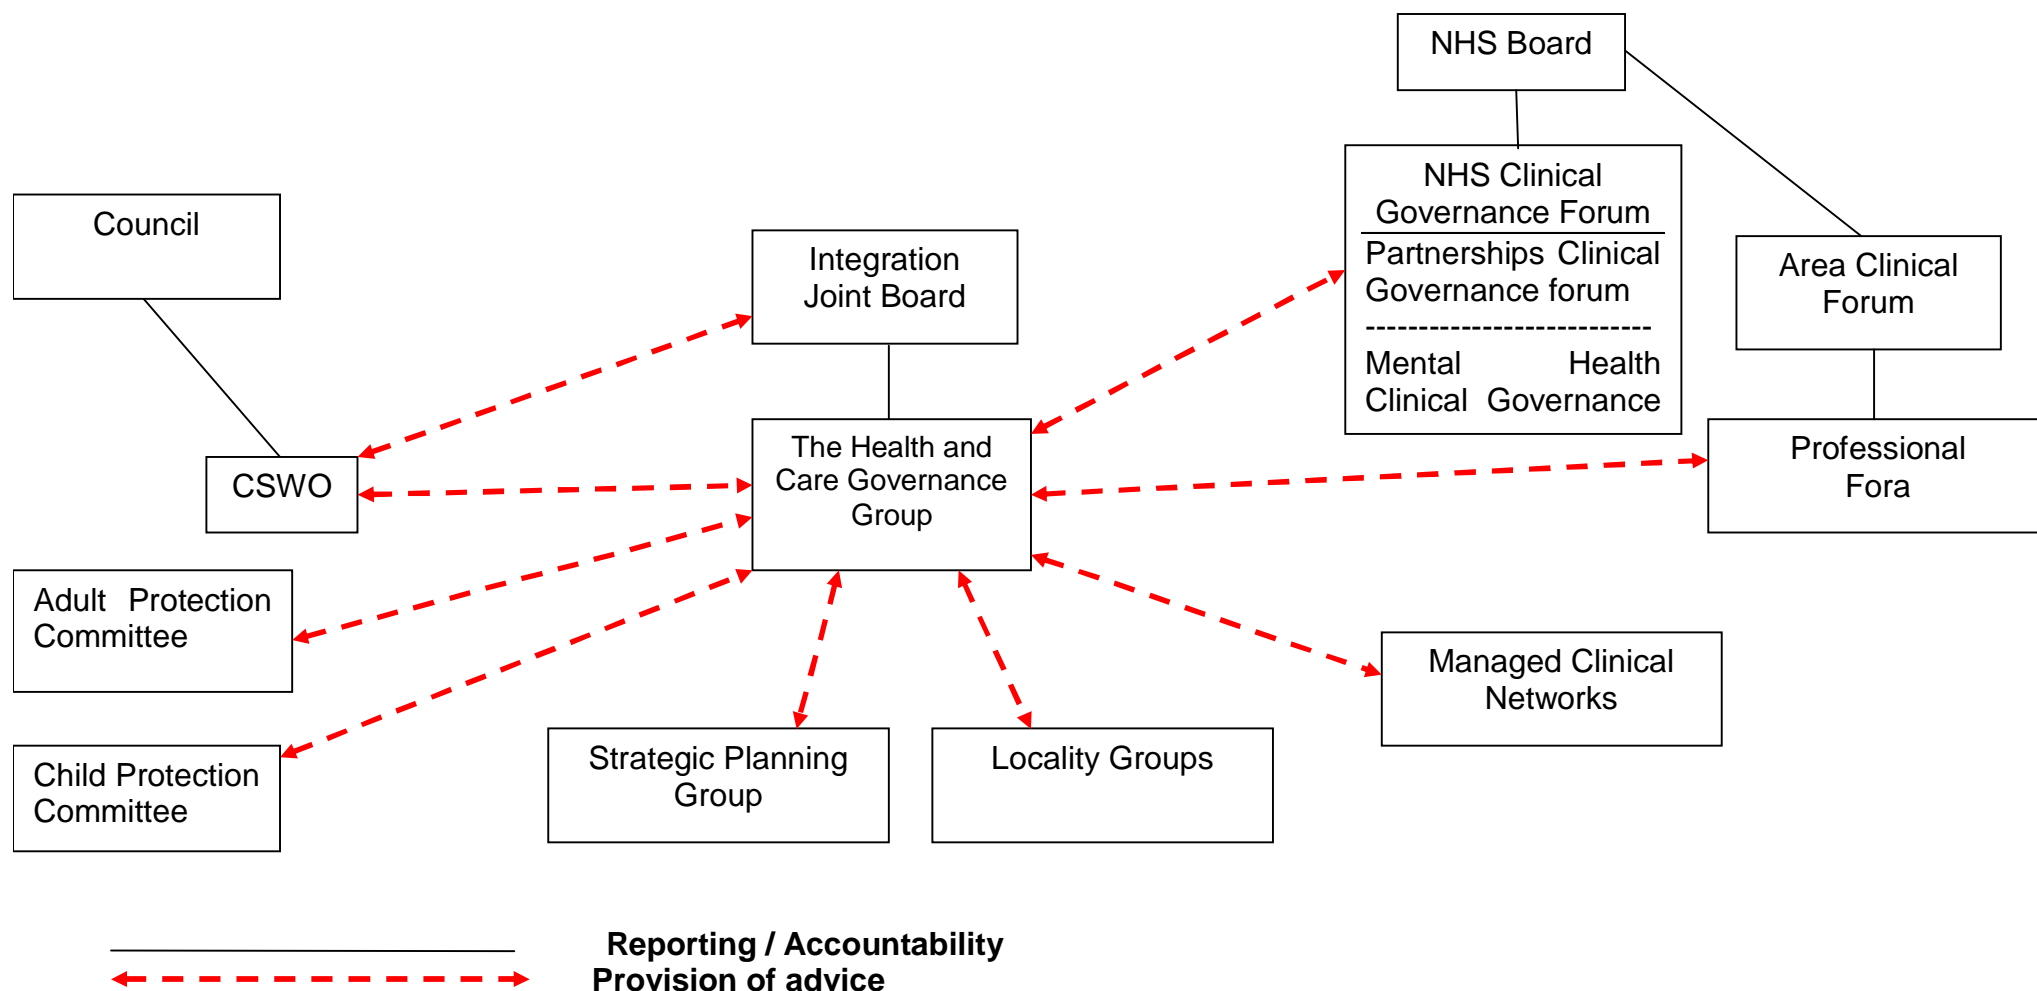 NHS Board
NHS Clinical
Governance Forum
Partnerships Clinical
Governance forum
---------------------------
Mental Health
Clinical Governance
Council
Integration
Joint Board
Area Clinical
Forum
CSWO
The Health and
Care Governance
Group
Professional
Fora
Adult Protection
Committee
Managed Clinical
Networks
Child Protection
Committee
Strategic Planning
Group
Locality Groups
Reporting / Accountability
Provision of advice